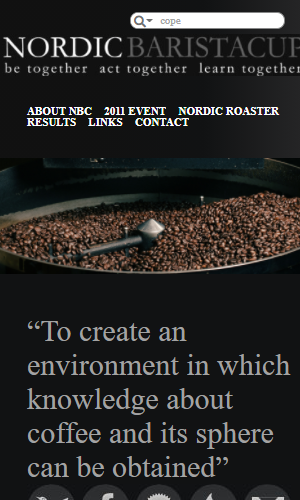 cope
NORDIC BARISTACUP
be together act together learn together
ABOUT NBC 2011 EVENT NORDIC ROASTER
RESULTS LINKS CONTACT
“To create an
environment in which
knowledge about
coffee and its sphere
can be obtained”